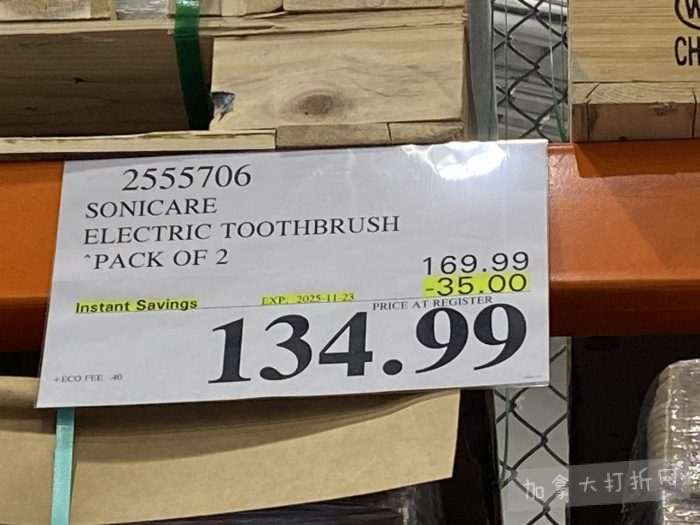 CH
2555706
SONICARE
ELECTRIC TOOTHBRUSH
^PACK OF 2
169.99
-35.00
Instant Savings EXP. 2025-11-23 PRICE AT REGISTER
134.99
+ECO FEE .40
加拿大打折网